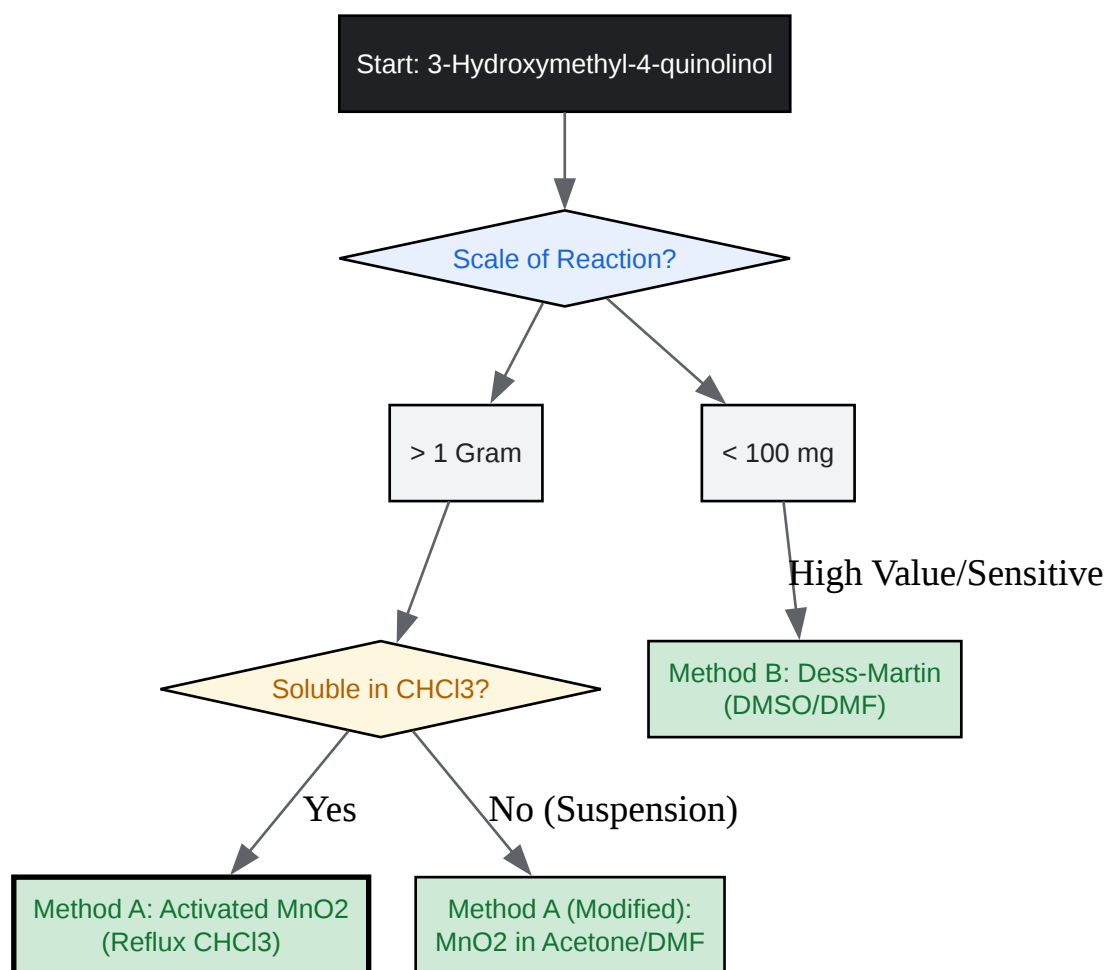 Start: 3-Hydroxymethyl-4-quinolinol
Scale of Reaction?
> 1 Gram
< 100 mg
High Value/Sensitive
Soluble in CHCl3?
Method B: Dess-Martin
(DMSO/DMF)
Yes
No (Suspension)
Method A: Activated MnO2
(Reflux CHCl3)
Method A (Modified):
MnO2 in Acetone/DMF